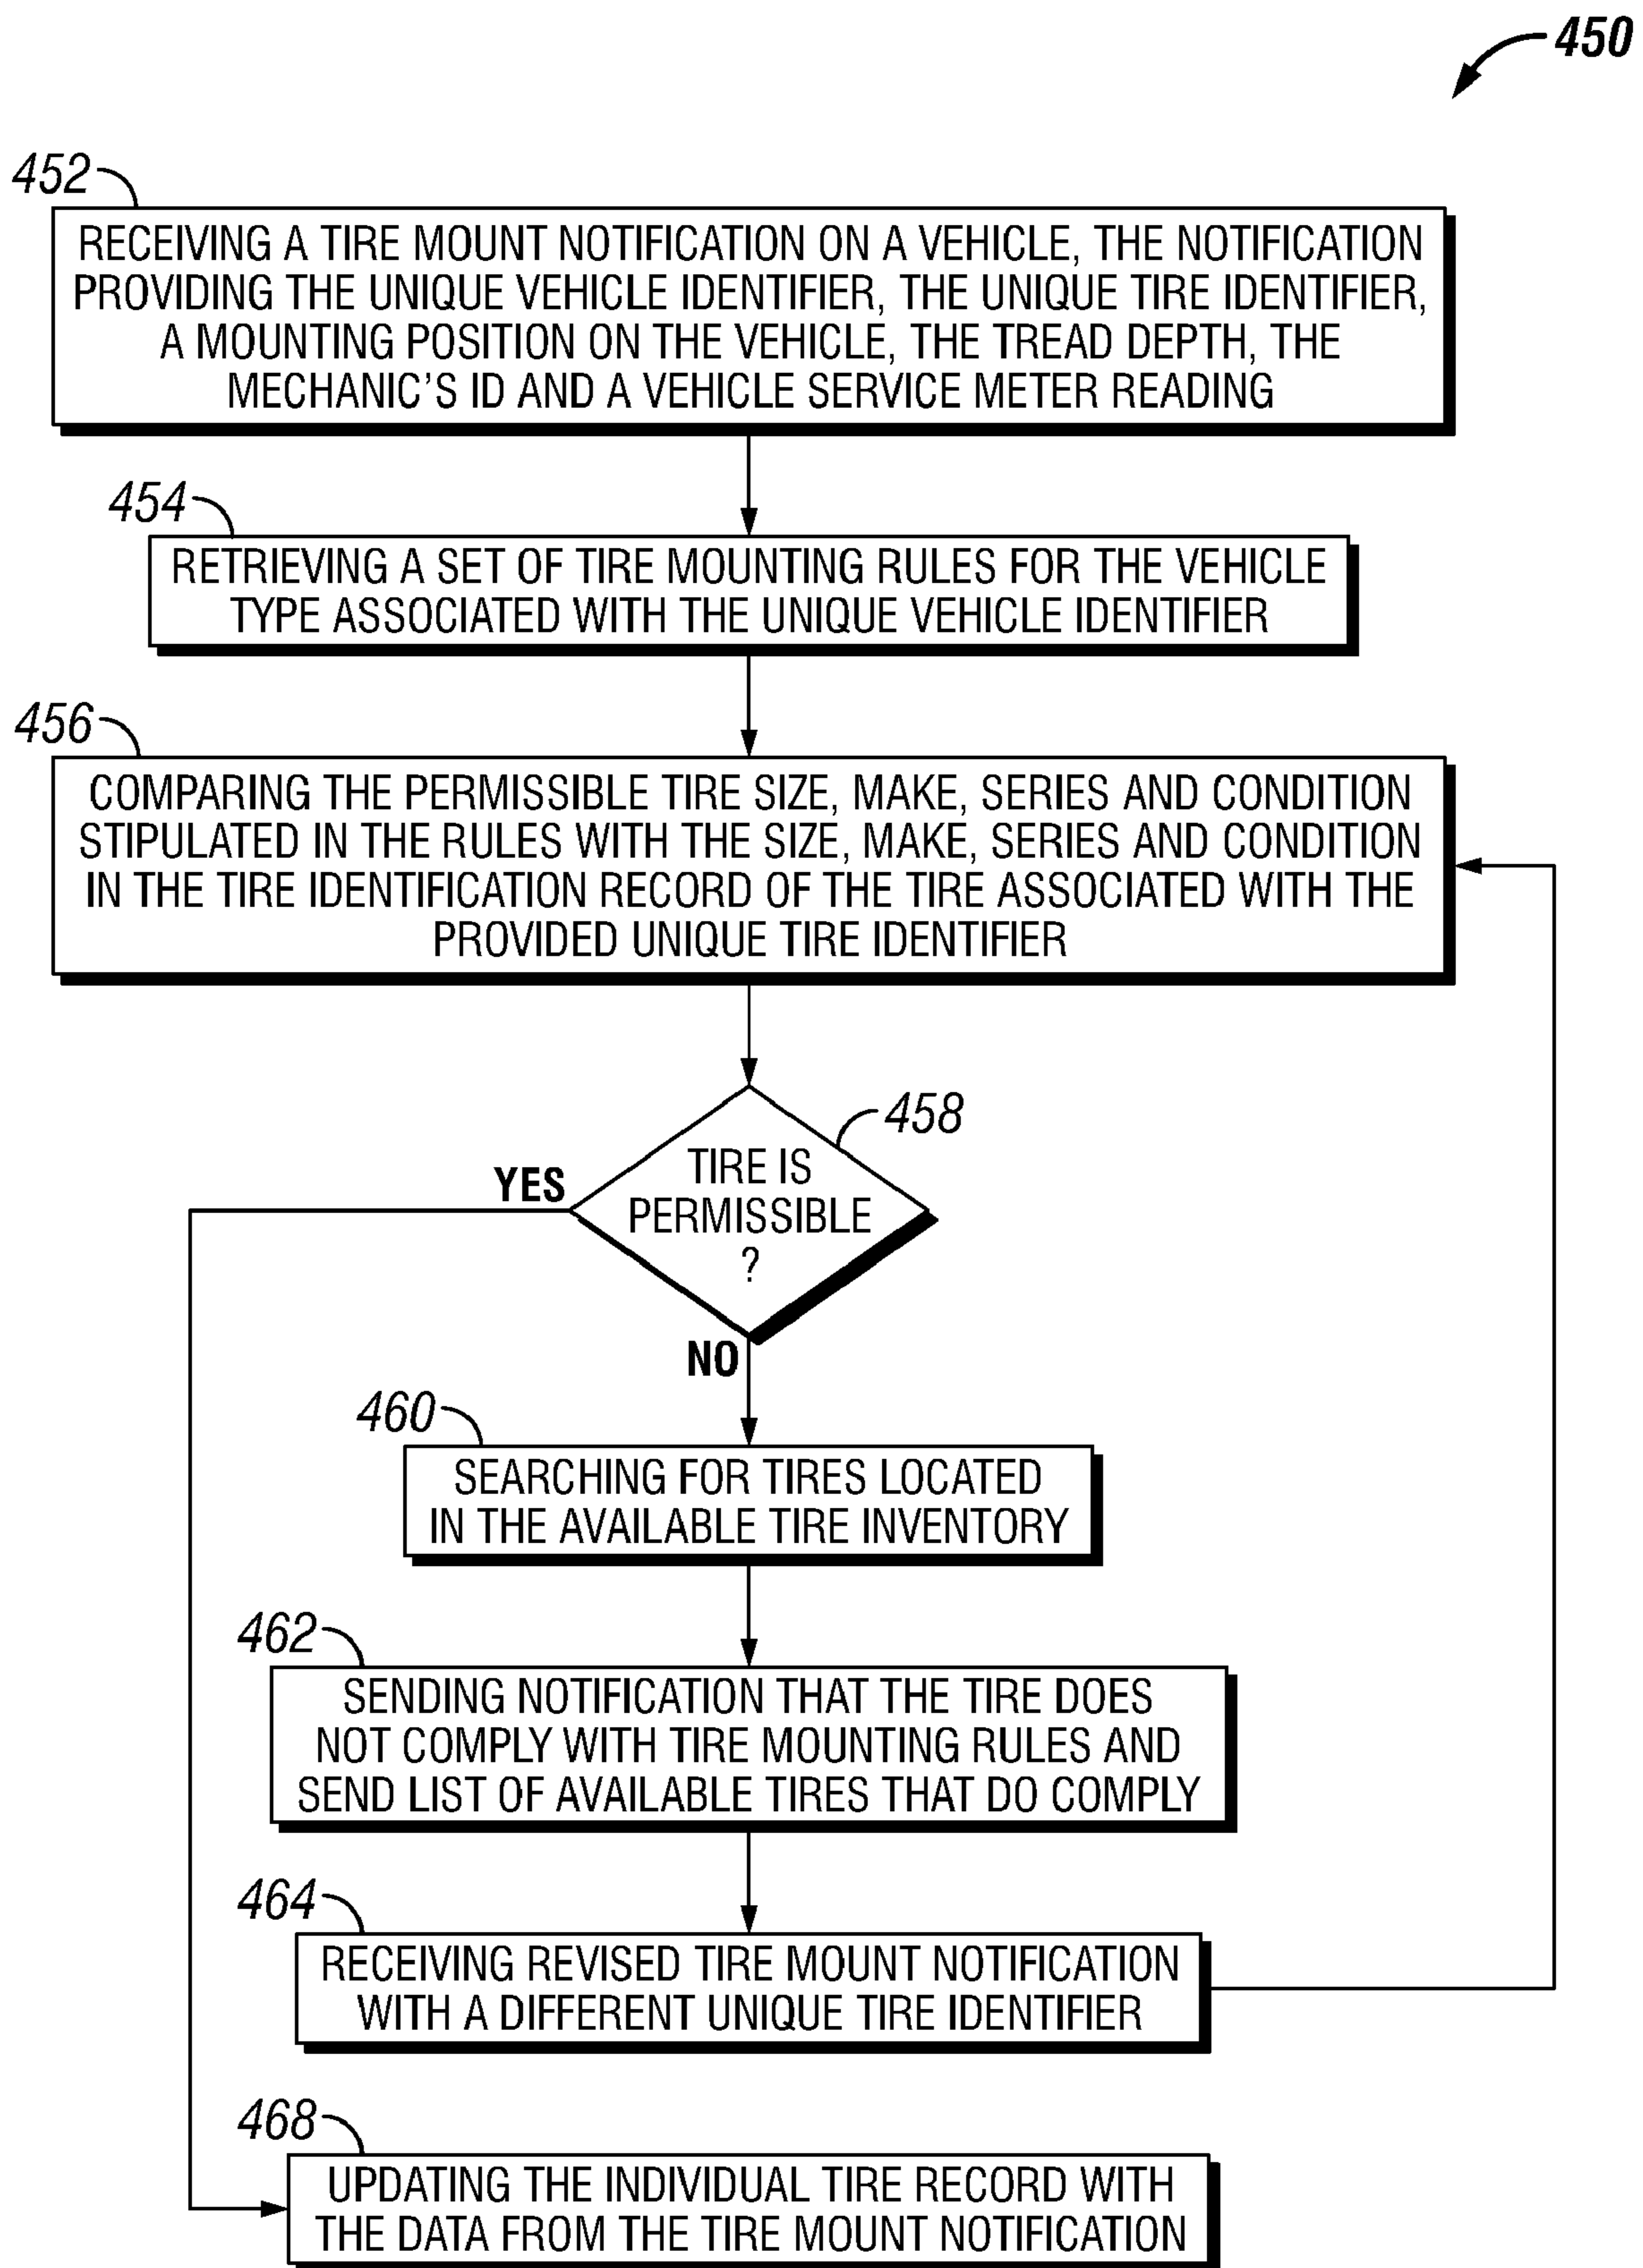 450
452
RECEIVING A TIRE MOUNT NOTIFICATION ON A VEHICLE, THE NOTIFICATION
PROVIDING THE UNIQUE VEHICLE IDENTIFIER, THE UNIQUE TIRE IDENTIFIER,
A MOUNTING POSITION ON THE VEHICLE, THE TREAD DEPTH, THE
MECHANIC'S ID AND A VEHICLE SERVICE METER READING
454
RETRIEVING A SET OF TIRE MOUNTING RULES FOR THE VEHICLE
TYPE ASSOCIATED WITH THE UNIQUE VEHICLE IDENTIFIER
456
COMPARING THE PERMISSIBLE TIRE SIZE, MAKE, SERIES AND CONDITION
STIPULATED IN THE RULES WITH THE SIZE, MAKE, SERIES AND CONDITION
IN THE TIRE IDENTIFICATION RECORD OF THE TIRE ASSOCIATED WITH THE
PROVIDED UNIQUE TIRE IDENTIFIER
458
TIRE IS
PERMISSIBLE
?
YES
NO
460
SEARCHING FOR TIRES LOCATED
IN THE AVAILABLE TIRE INVENTORY
462
SENDING NOTIFICATION THAT THE TIRE DOES
NOT COMPLY WITH TIRE MOUNTING RULES AND
SEND LIST OF AVAILABLE TIRES THAT DO COMPLY
464
RECEIVING REVISED TIRE MOUNT NOTIFICATION
WITH A DIFFERENT UNIQUE TIRE IDENTIFIER
468
UPDATING THE INDIVIDUAL TIRE RECORD WITH
THE DATA FROM THE TIRE MOUNT NOTIFICATION